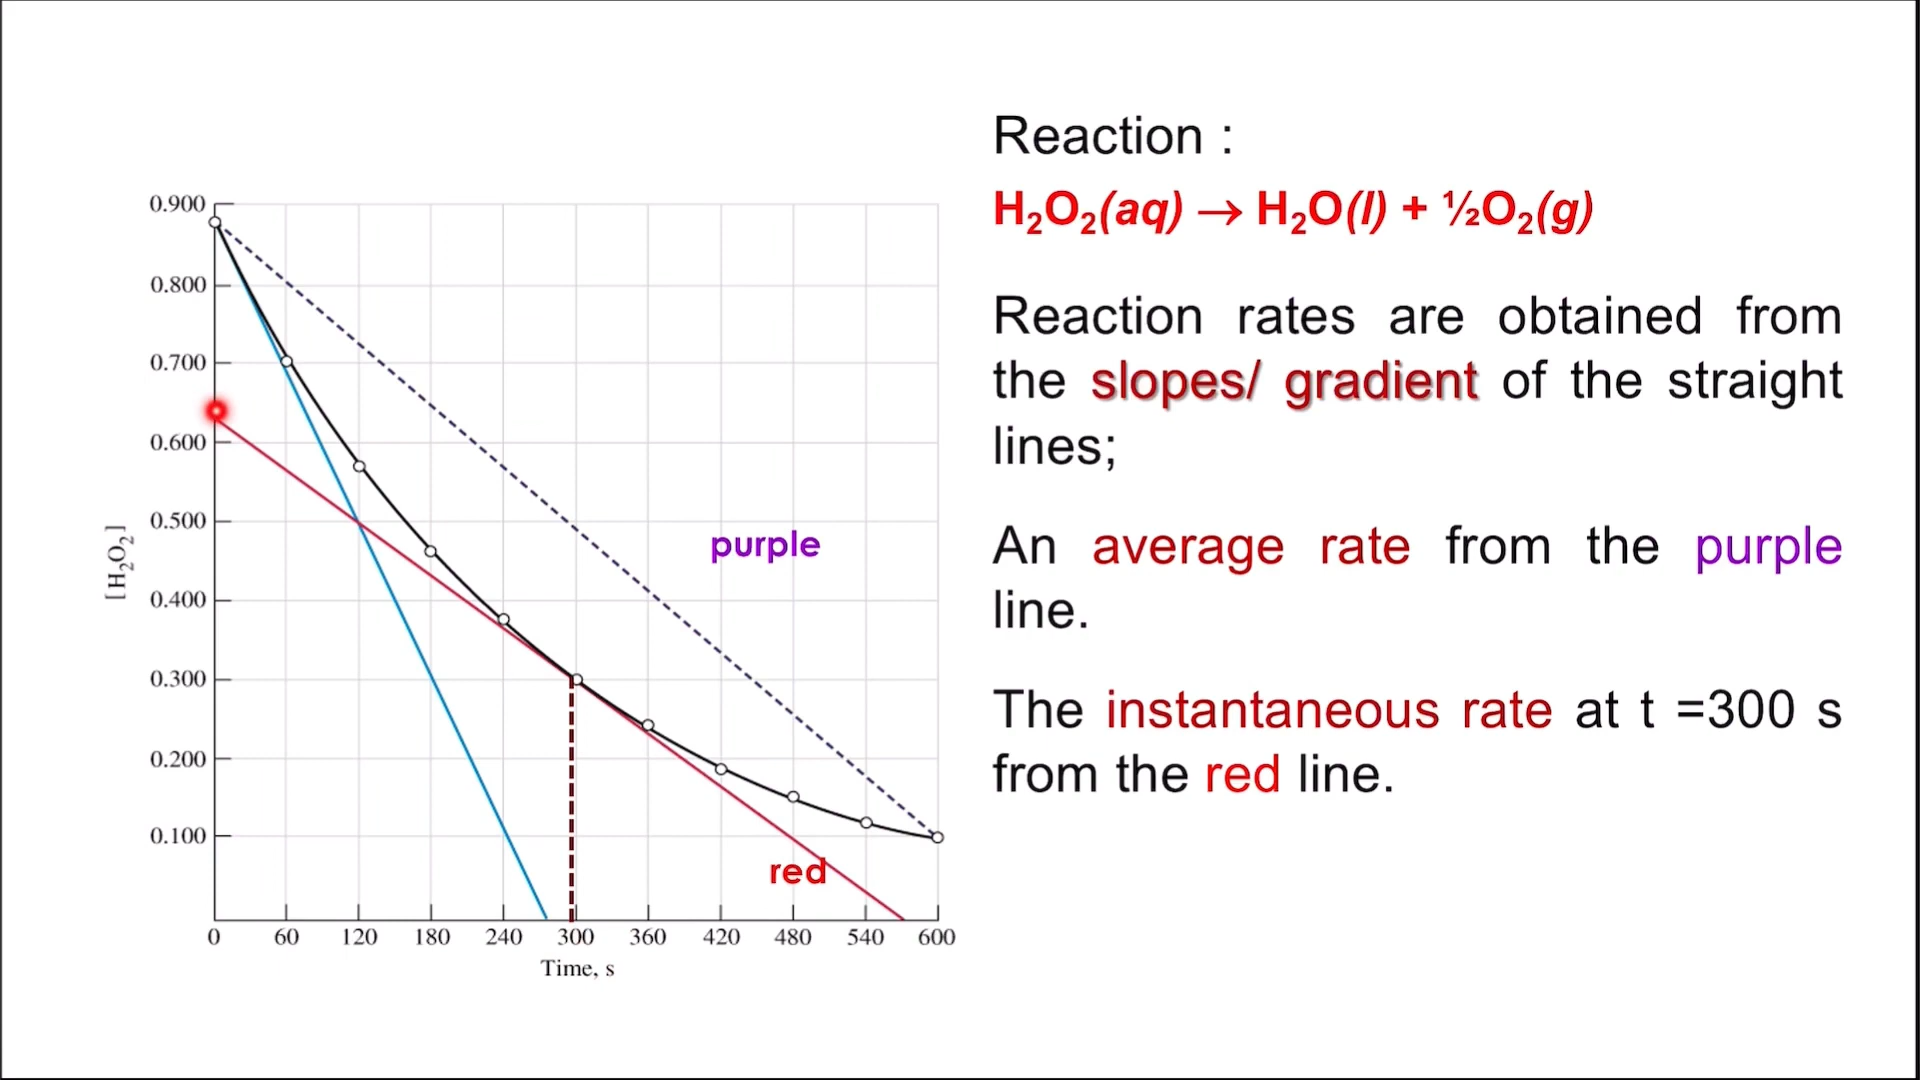 Reaction :
H₂O₂(aq) → H₂O(l) + ½O₂(g)
Reaction rates are obtained from
the slopes/ gradient of the straight
lines;
An average rate from the purple
line.
The instantaneous rate at t =300 s
from the red line.
0.900
0.800
0.700
0.600
0.500
0.400
0.300
0.200
0.100
[H₂O₂]
purple
red
0 60 120 180 240 300 360 420 480 540 600
Time, s